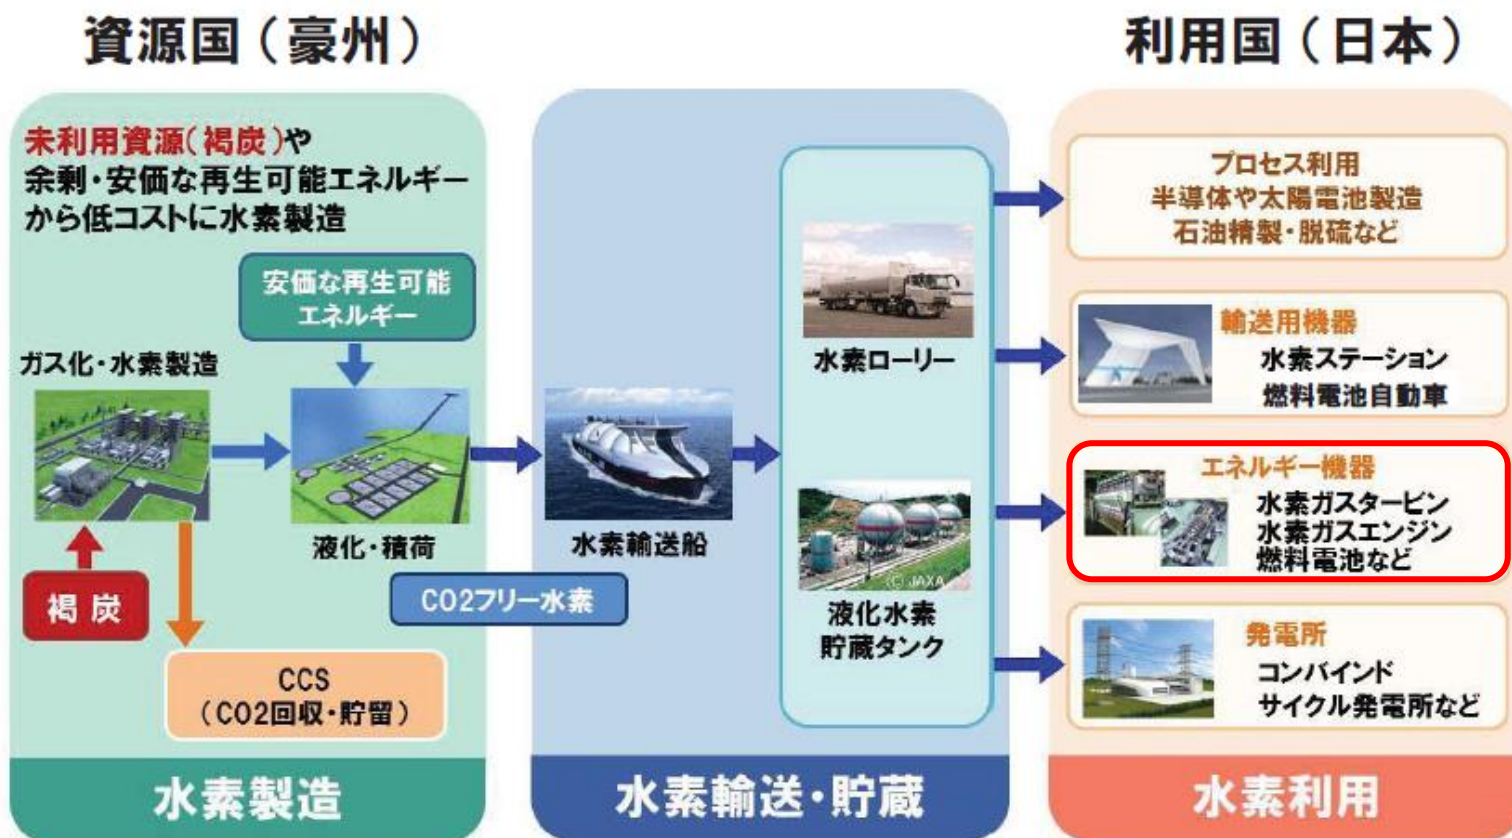 資源国（豪州）
利用国（日本）
未利用資源(褐炭)や
余剰・安価な再生可能エネルギー
から低コストに水素製造
安価な再生可能
エネルギー
ガス化・水素製造
液化・積荷
褐炭
CCS
（CO2回収・貯留）
水素製造
CO2フリー水素
水素輸送船
水素ローリー
(C) JAXA
液化水素
貯蔵タンク
水素輸送・貯蔵
プロセス利用
半導体や太陽電池製造
石油精製・脱硫など
輸送用機器
水素ステーション
燃料電池自動車
エネルギー機器
水素ガスタービン
水素ガスエンジン
燃料電池など
発電所
コンバインド
サイクル発電所など
水素利用